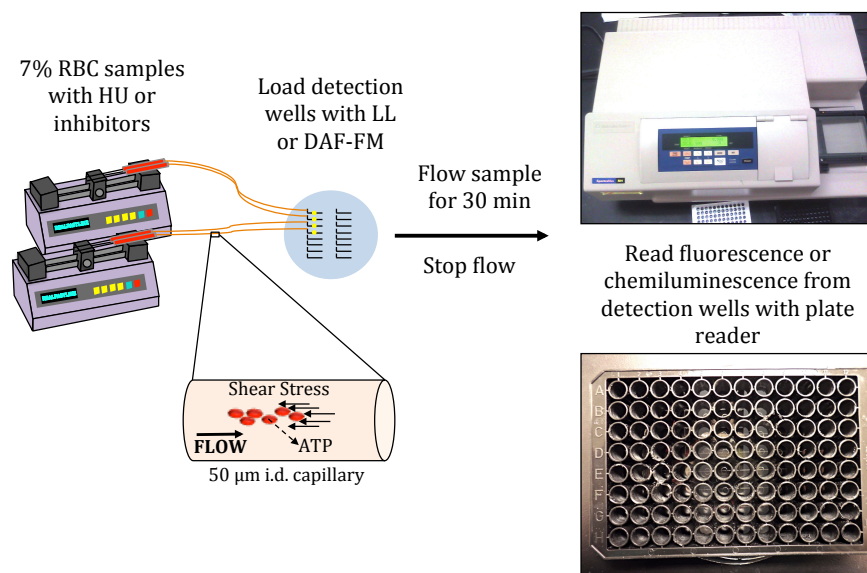 7% RBC samples
with HU or
inhibitors
Load detection
wells with LL
or DAF-FM
Flow sample
for 30 min
Stop flow
Read fluorescence or
chemiluminescence from
detection wells with plate
reader
Shear Stress
FLOW
ATP
50 μm i.d. capillary
A
B
C
D
E
F
G
H